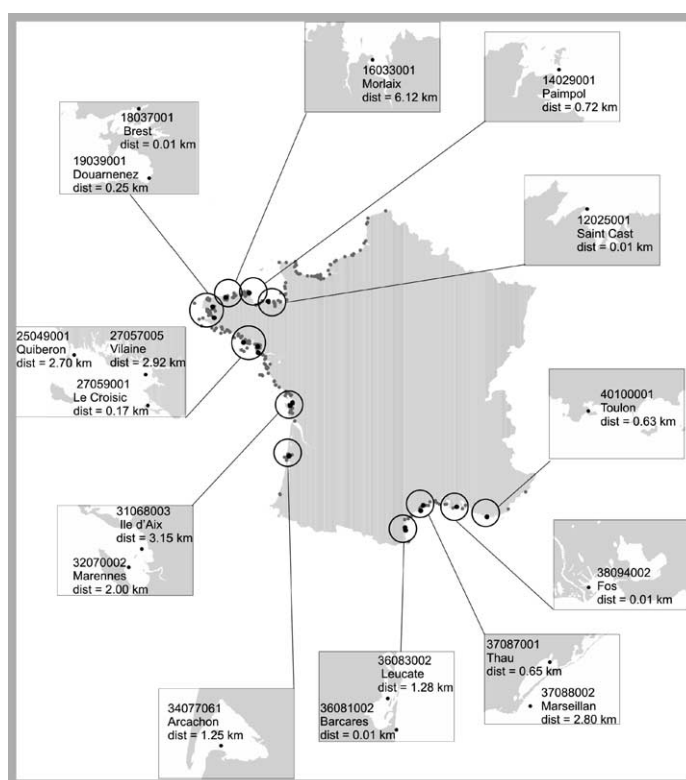 16033001
Morlaix
dist = 6.12 km
14029001
Paimpol
dist = 0.72 km
18037001
Brest
dist = 0.01 km
19039001
Douarnenez
dist = 0.25 km
12025001
Saint Cast
dist = 0.01 km
25049001
Quiberon
dist = 2.70 km
27057005
Vilaine
dist = 2.92 km
27059001
Le Croisic
dist = 0.17 km
40100001
Toulon
dist = 0.63 km
31068003
Ile d'Aix
dist = 3.15 km
32070002
Marennes
dist = 2.00 km
38094002
Fos
dist = 0.01 km
36083002
Leucate
dist = 1.28 km
36081002
Barcares
dist = 0.01 km
37087001
Thau
dist = 0.65 km
37088002
Marseillan
dist = 2.80 km
34077061
Arcachon
dist = 1.25 km